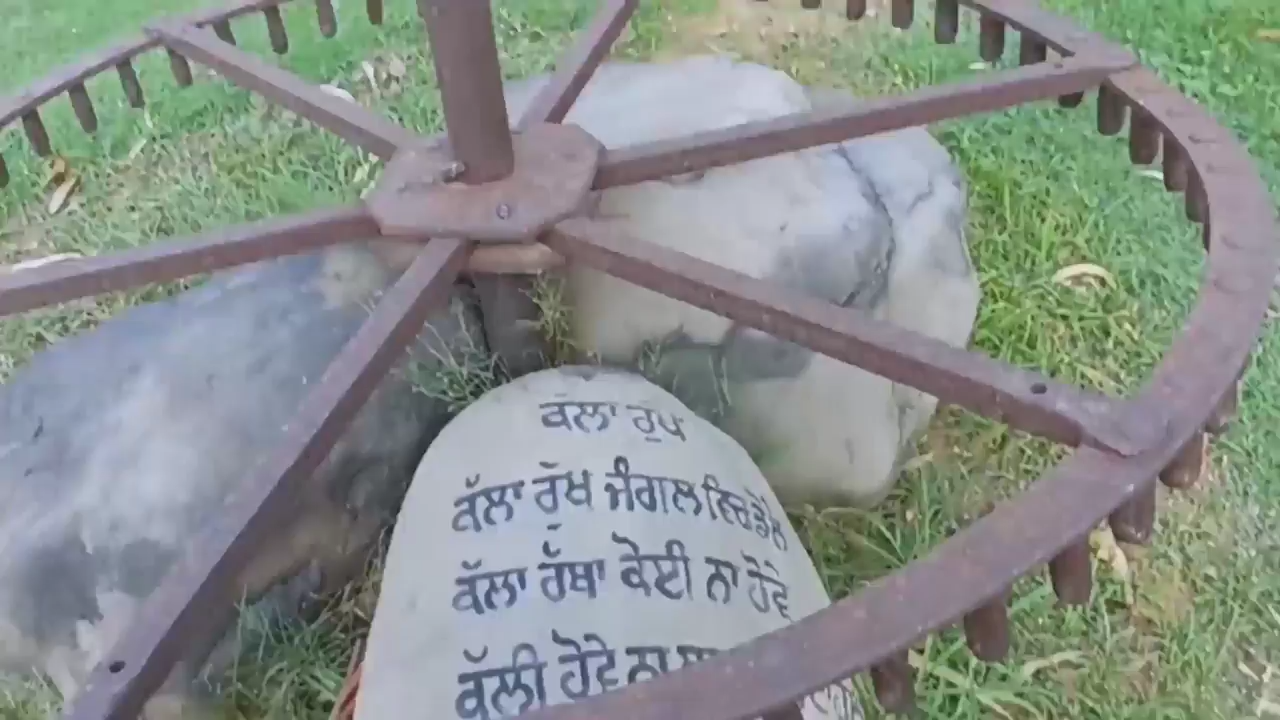 ਕੱਲਾ ਰੁੱਖ
ਕੱਲਾ ਰੁੱਖ ਜੰਗਲ ਵਿਚ
ਕੱਲਾ ਰੱਬਾ ਕੋਈ ਨਾ ਹੋਵੇ
ਕੱਲੀ ਹੋਵੇ ਨਾ